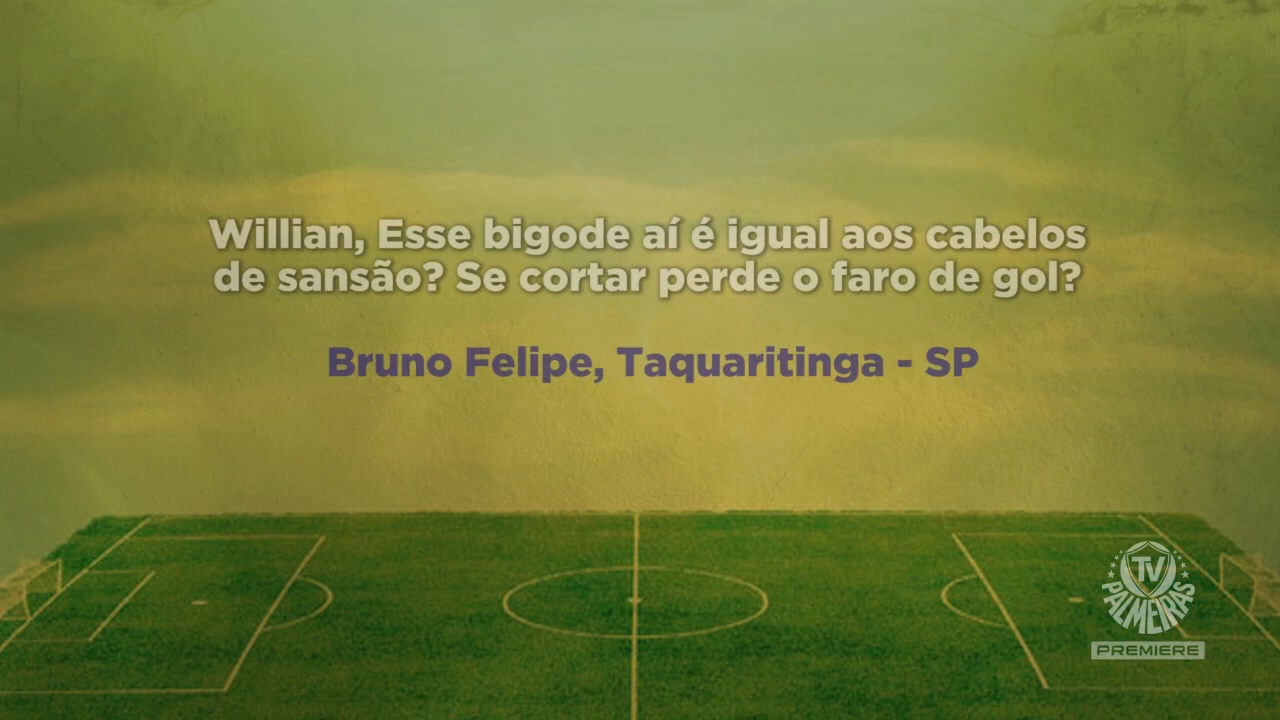 Willian, Esse bigode aí é igual aos cabelos
de sansão? Se cortar perde o faro de gol?
Bruno Felipe, Taquaritinga - SP
TV
PALMEIRAS
PREMIERE